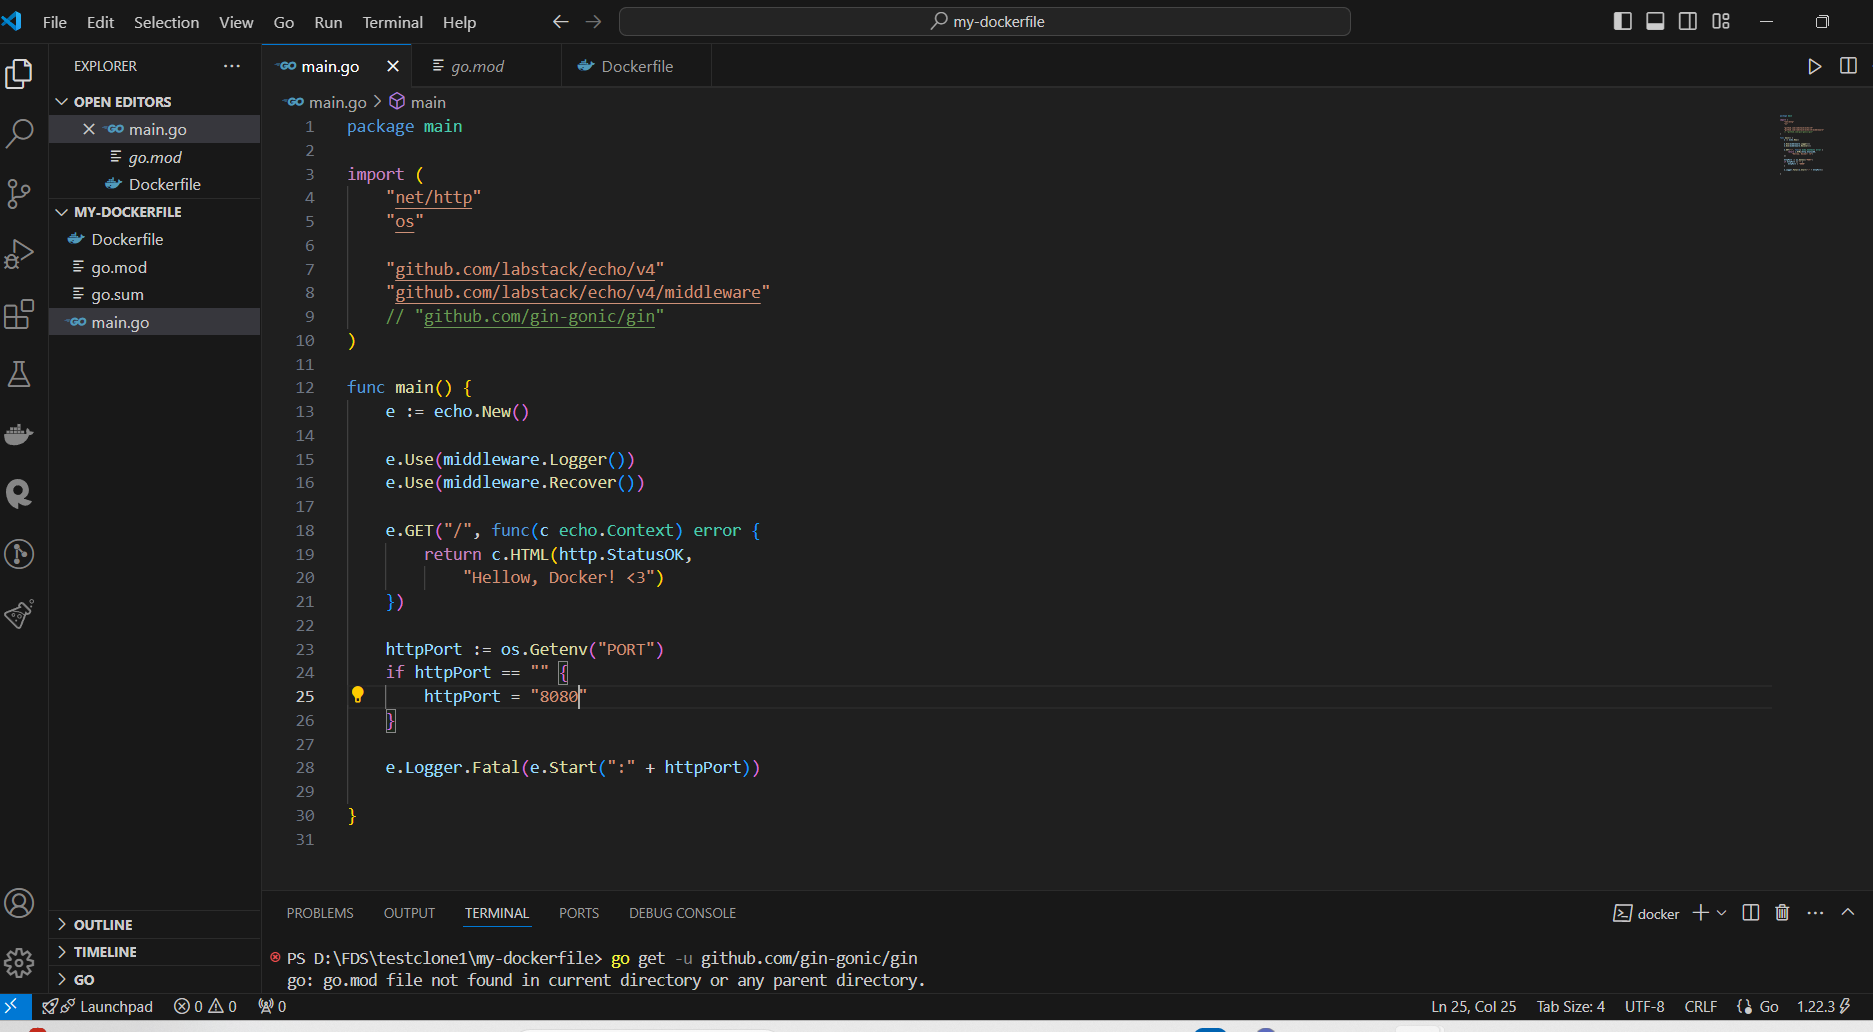 File Edit Selection View Go Run Terminal Help
my-dockerfile
EXPLORER
OPEN EDITORS
GO main.go
go.mod
Dockerfile
MY-DOCKERFILE
Dockerfile
go.mod
go.sum
GO main.go
OUTLINE
TIMELINE
GO
GO main.go
go.mod
Dockerfile
GO main.go > main
1 package main
2
3 import (
4 "net/http"
5 "os"
6
7 "github.com/labstack/echo/v4"
8 "github.com/labstack/echo/v4/middleware"
9 // "github.com/gin-gonic/gin"
10 )
11
12 func main() {
13 e := echo.New()
14
15 e.Use(middleware.Logger())
16 e.Use(middleware.Recover())
17
18 e.GET("/", func(c echo.Context) error {
19 return c.HTML(http.StatusOK,
20 "Hellow, Docker! <3")
21 })
22
23 httpPort := os.Getenv("PORT")
24 if httpPort == "" {
25 httpPort = "8080"
26 }
27
28 e.Logger.Fatal(e.Start(":" + httpPort))
29
30 }
31
PROBLEMS OUTPUT TERMINAL PORTS DEBUG CONSOLE
docker
PS D:\FDS\testclone1\my-dockerfile> go get -u github.com/gin-gonic/gin
go: go.mod file not found in current directory or any parent directory.
Launchpad 0 0 0
Ln 25, Col 25 Tab Size: 4 UTF-8 CRLF Go 1.22.3